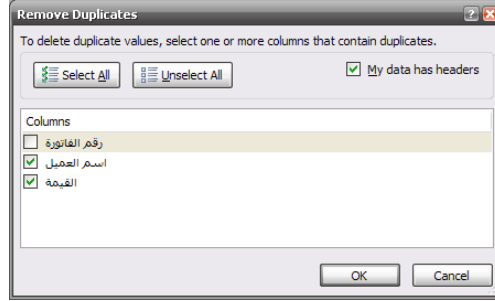 Remove Duplicates
To delete duplicate values, select one or more columns that contain duplicates.
Select All
Unselect All
My data has headers
Columns
رقم الفاتورة
اسم العميل
القيمة
OK
Cancel